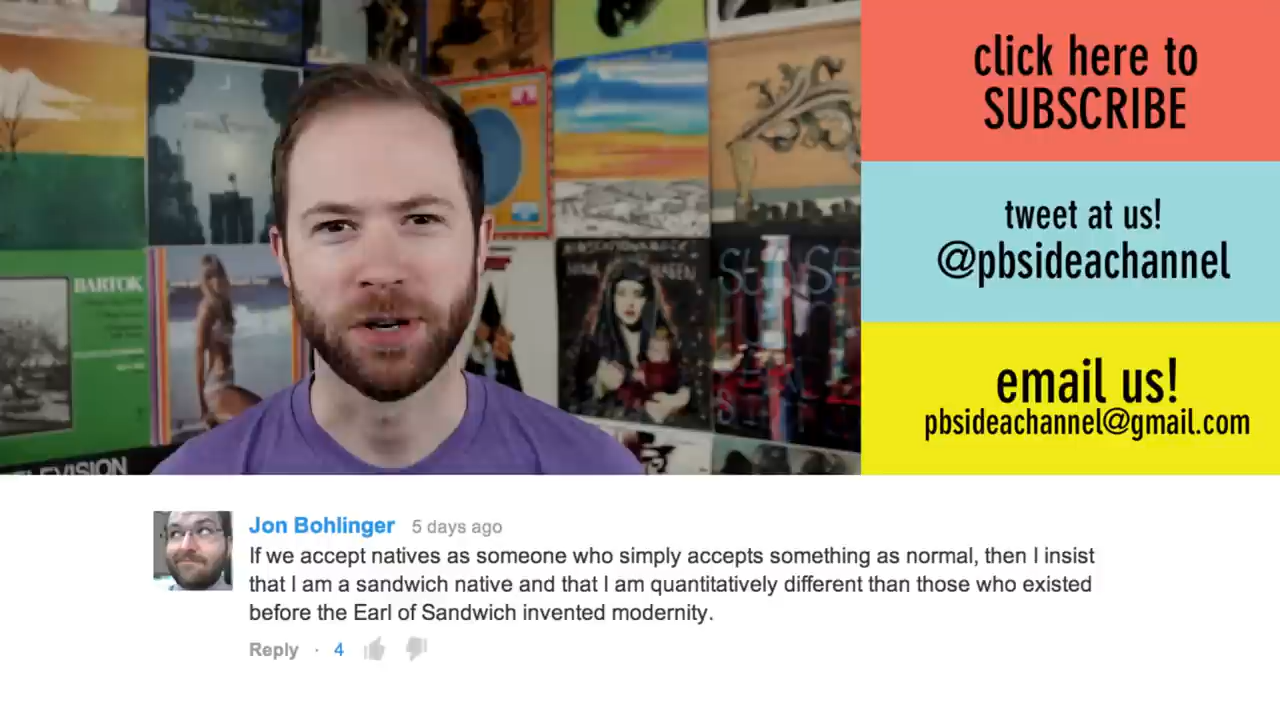 click here to
SUBSCRIBE
tweet at us!
@pbsideachannel
email us!
pbsideachannel@gmail.com
BARTOK
TELEVISION
Jon Bohlinger 5 days ago
If we accept natives as someone who simply accepts something as normal, then I insist
that I am a sandwich native and that I am quantitatively different than those who existed
before the Earl of Sandwich invented modernity.
Reply · 4